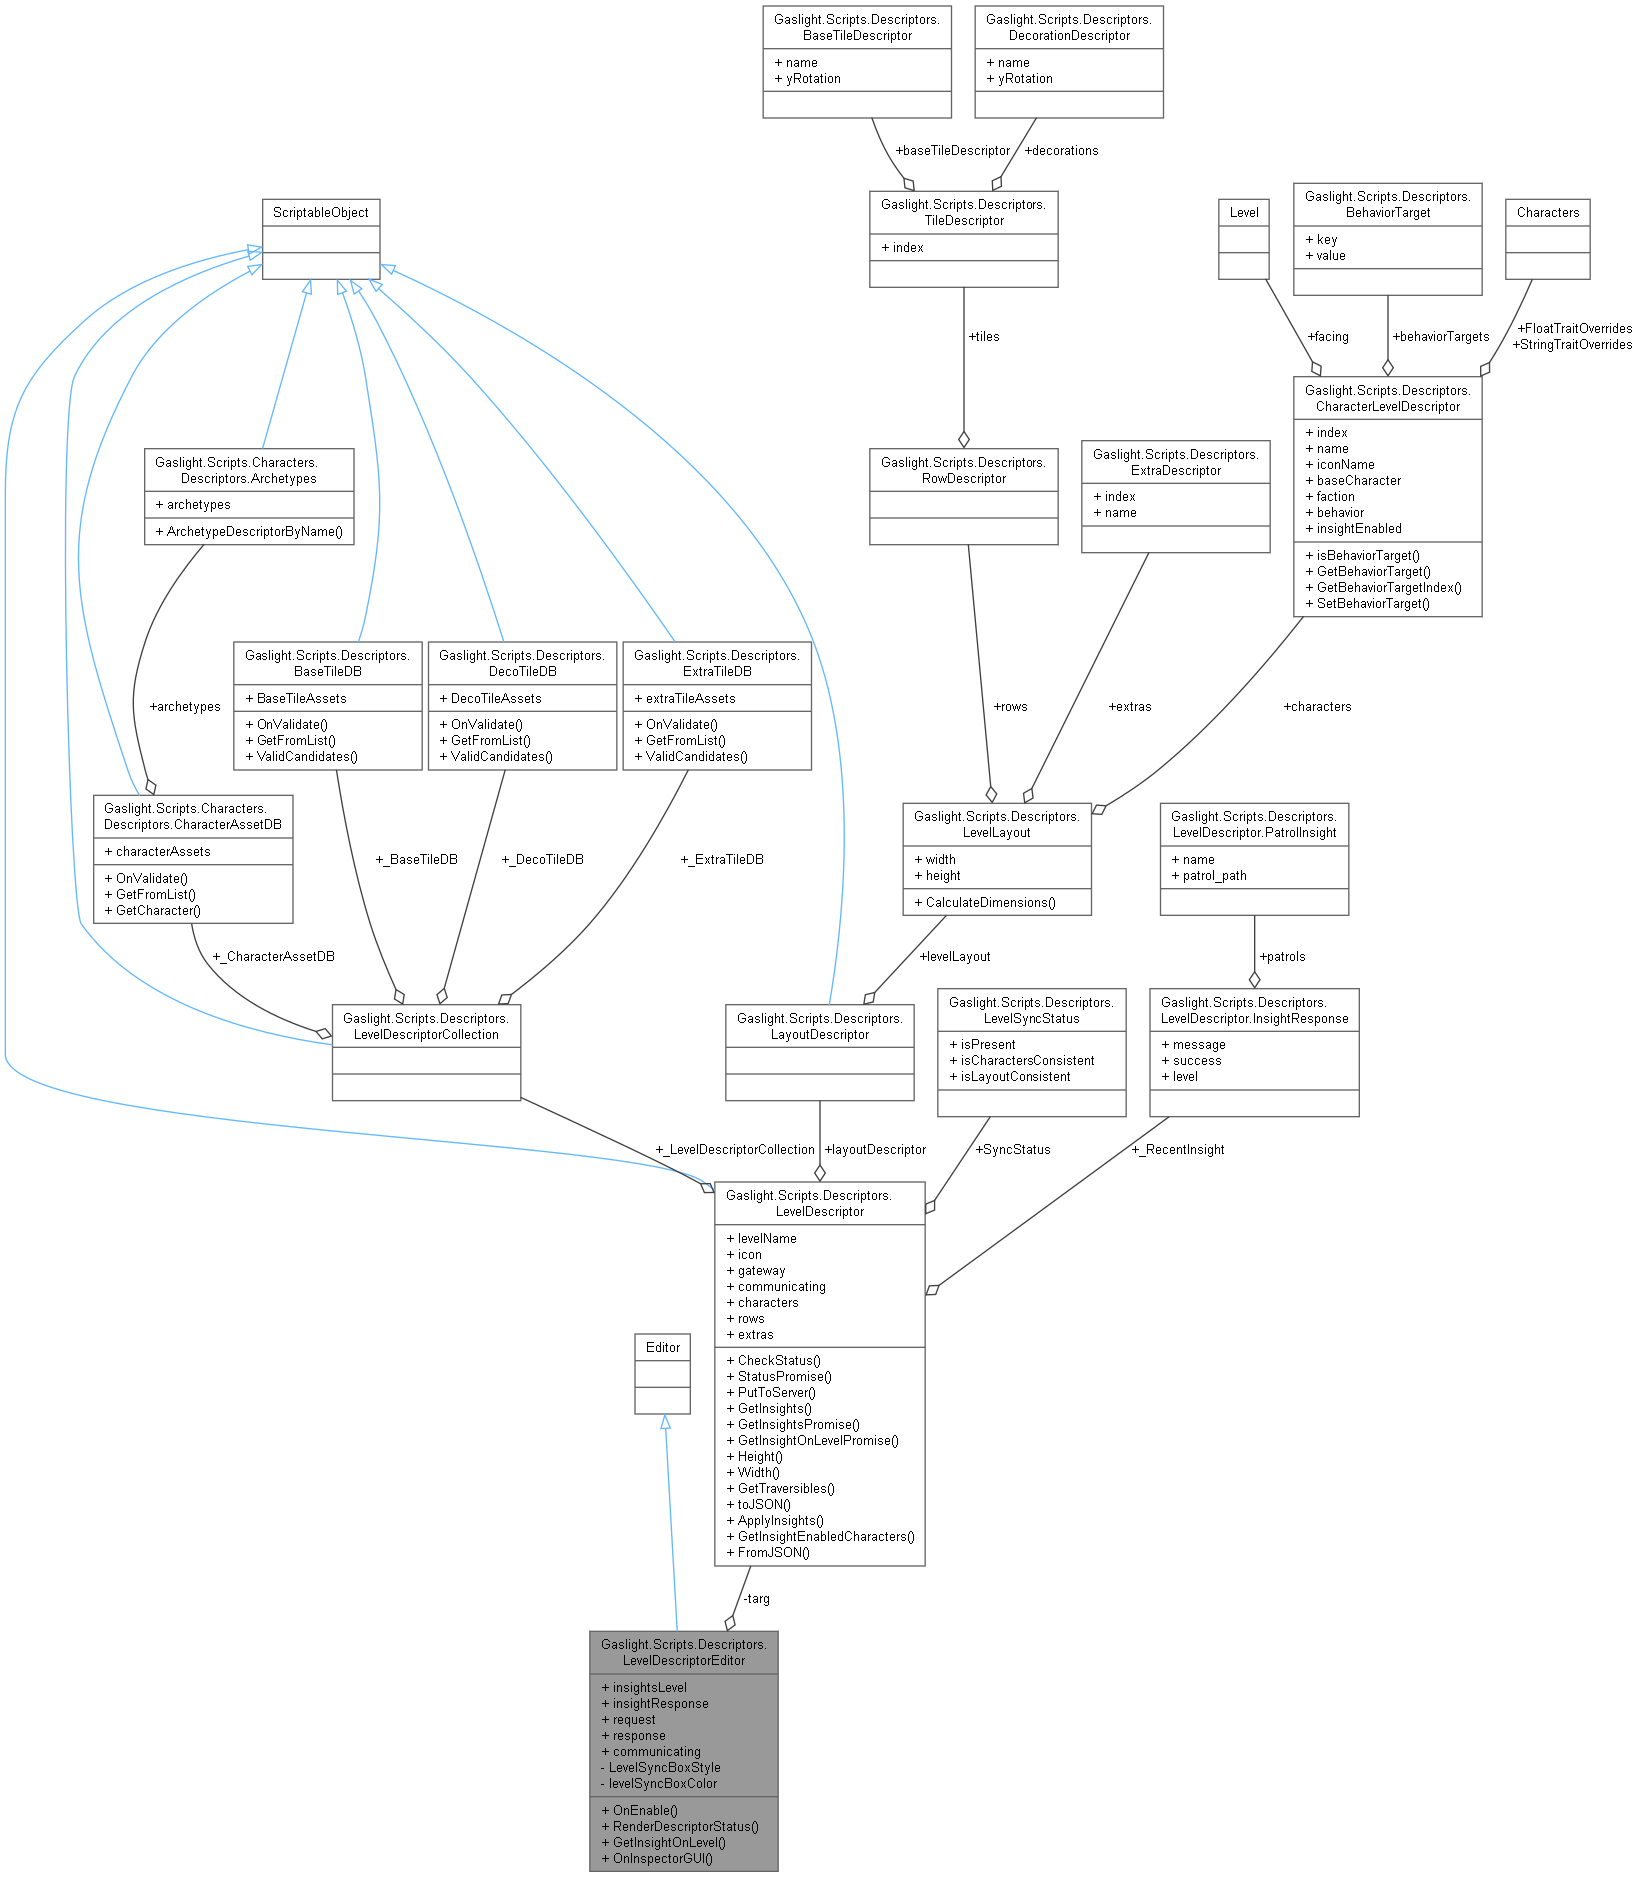 Gaslight.Scripts.Descriptors.
BaseTileDescriptor
+ name
+ yRotation
Gaslight.Scripts.Descriptors.
DecorationDescriptor
+ name
+ yRotation
+baseTileDescriptor
+decorations
ScriptableObject
Gaslight.Scripts.Descriptors.
TileDescriptor
+ index
Level
Gaslight.Scripts.Descriptors.
BehaviorTarget
+ key
+ value
Characters
+tiles
+facing
+behaviorTargets
+FloatTraitOverrides
+StringTraitOverrides
Gaslight.Scripts.Characters.
Descriptors.Archetypes
+ archetypes
+ ArchetypeDescriptorByName()
Gaslight.Scripts.Descriptors.
RowDescriptor
Gaslight.Scripts.Descriptors.
ExtraDescriptor
+ index
+ name
Gaslight.Scripts.Descriptors.
CharacterLevelDescriptor
+ index
+ name
+ iconName
+ baseCharacter
+ faction
+ behavior
+ insightEnabled
+ isBehaviorTarget()
+ GetBehaviorTarget()
+ GetBehaviorTargetIndex()
+ SetBehaviorTarget()
+archetypes
Gaslight.Scripts.Descriptors.
BaseTileDB
+ BaseTileAssets
+ OnValidate()
+ GetFromList()
+ ValidCandidates()
Gaslight.Scripts.Descriptors.
DecoTileDB
+ DecoTileAssets
+ OnValidate()
+ GetFromList()
+ ValidCandidates()
Gaslight.Scripts.Descriptors.
ExtraTileDB
+ extraTileAssets
+ OnValidate()
+ GetFromList()
+ ValidCandidates()
+rows
+extras
+characters
Gaslight.Scripts.Characters.
Descriptors.CharacterAssetDB
+ characterAssets
+ OnValidate()
+ GetFromList()
+ GetCharacter()
+_BaseTileDB
+_DecoTileDB
+_ExtraTileDB
Gaslight.Scripts.Descriptors.
LevelLayout
+ width
+ height
+ CalculateDimensions()
Gaslight.Scripts.Descriptors.
LevelDescriptor.PatrolInsight
+ name
+ patrol_path
+_CharacterAssetDB
+levelLayout
+patrols
Gaslight.Scripts.Descriptors.
LevelDescriptorCollection
Gaslight.Scripts.Descriptors.
LayoutDescriptor
Gaslight.Scripts.Descriptors.
LevelSyncStatus
+ isPresent
+ isCharactersConsistent
+ isLayoutConsistent
Gaslight.Scripts.Descriptors.
LevelDescriptor.InsightResponse
+ message
+ success
+ level
+_LevelDescriptorCollection
+layoutDescriptor
+SyncStatus
+_RecentInsight
Gaslight.Scripts.Descriptors.
LevelDescriptor
+ levelName
+ icon
+ gateway
+ communicating
+ characters
+ rows
+ extras
+ CheckStatus()
+ StatusPromise()
+ PutToServer()
+ GetInsights()
+ GetInsightsPromise()
+ GetInsightOnLevelPromise()
+ Height()
+ Width()
+ GetTraversibles()
+ toJSON()
+ ApplyInsights()
+ GetInsightEnabledCharacters()
+ FromJSON()
Editor
-targ
Gaslight.Scripts.Descriptors.
LevelDescriptorEditor
+ insightsLevel
+ insightResponse
+ request
+ response
+ communicating
- LevelSyncBoxStyle
- levelSyncBoxColor
+ OnEnable()
+ RenderDescriptorStatus()
+ GetInsightOnLevel()
+ OnInspectorGUI()